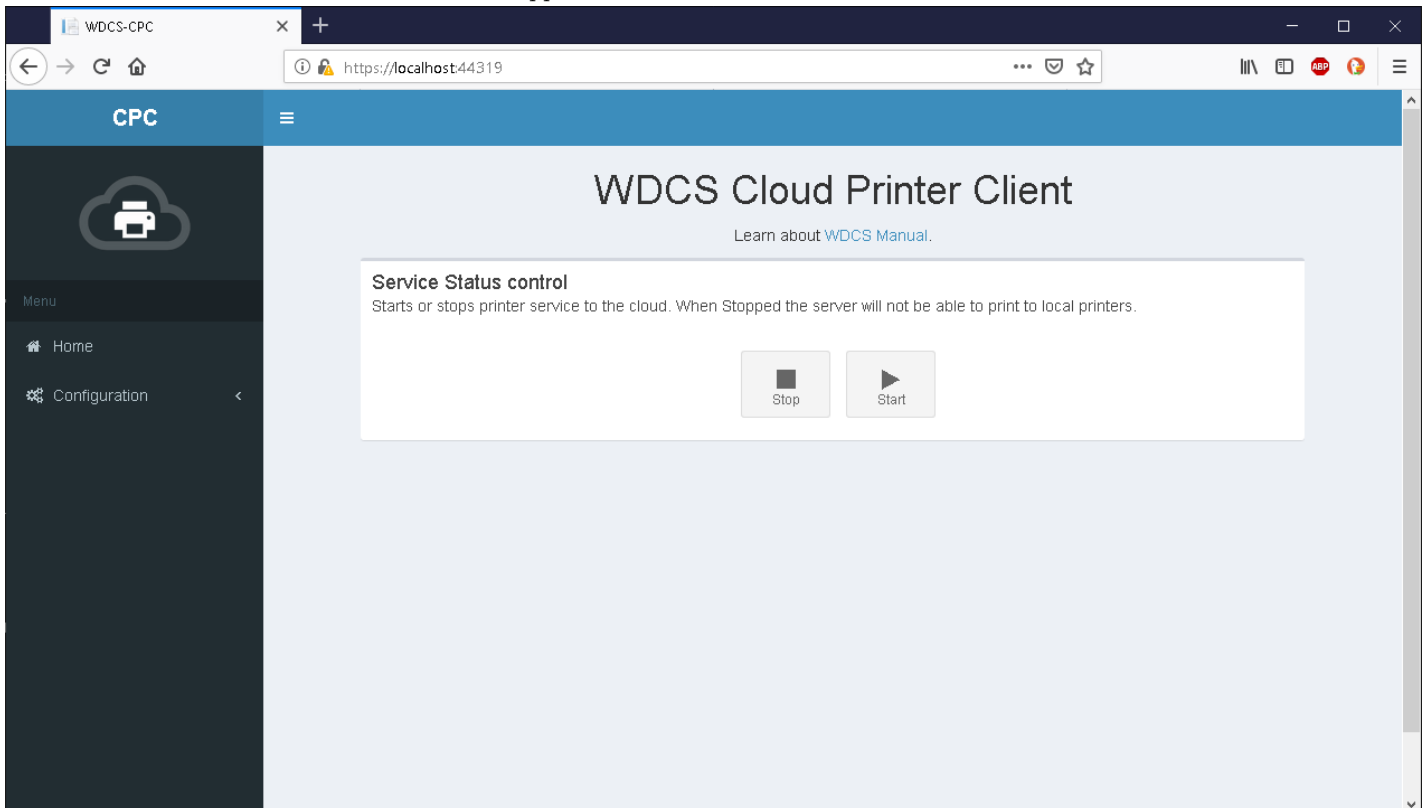 WDCS-CPC
https://localhost:44319
ABP
CPC
WDCS Cloud Printer Client
Learn about WDCS Manual.
Service Status control
Starts or stops printer service to the cloud. When Stopped the server will not be able to print to local printers.
Menu
Home
Configuration
Stop
Start